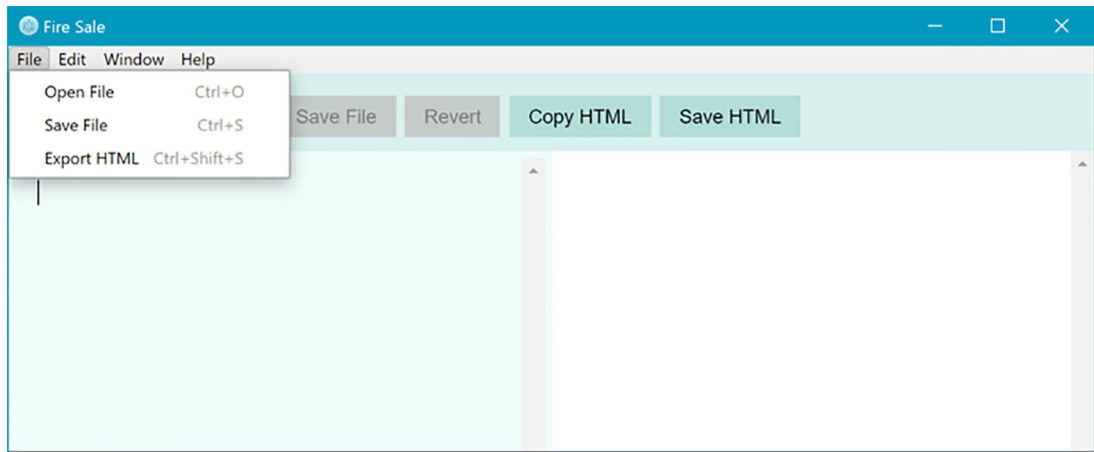 Fire Sale
File Edit Window Help
Open File Ctrl+O
Save File Ctrl+S
Export HTML Ctrl+Shift+S
Save File Revert Copy HTML Save HTML